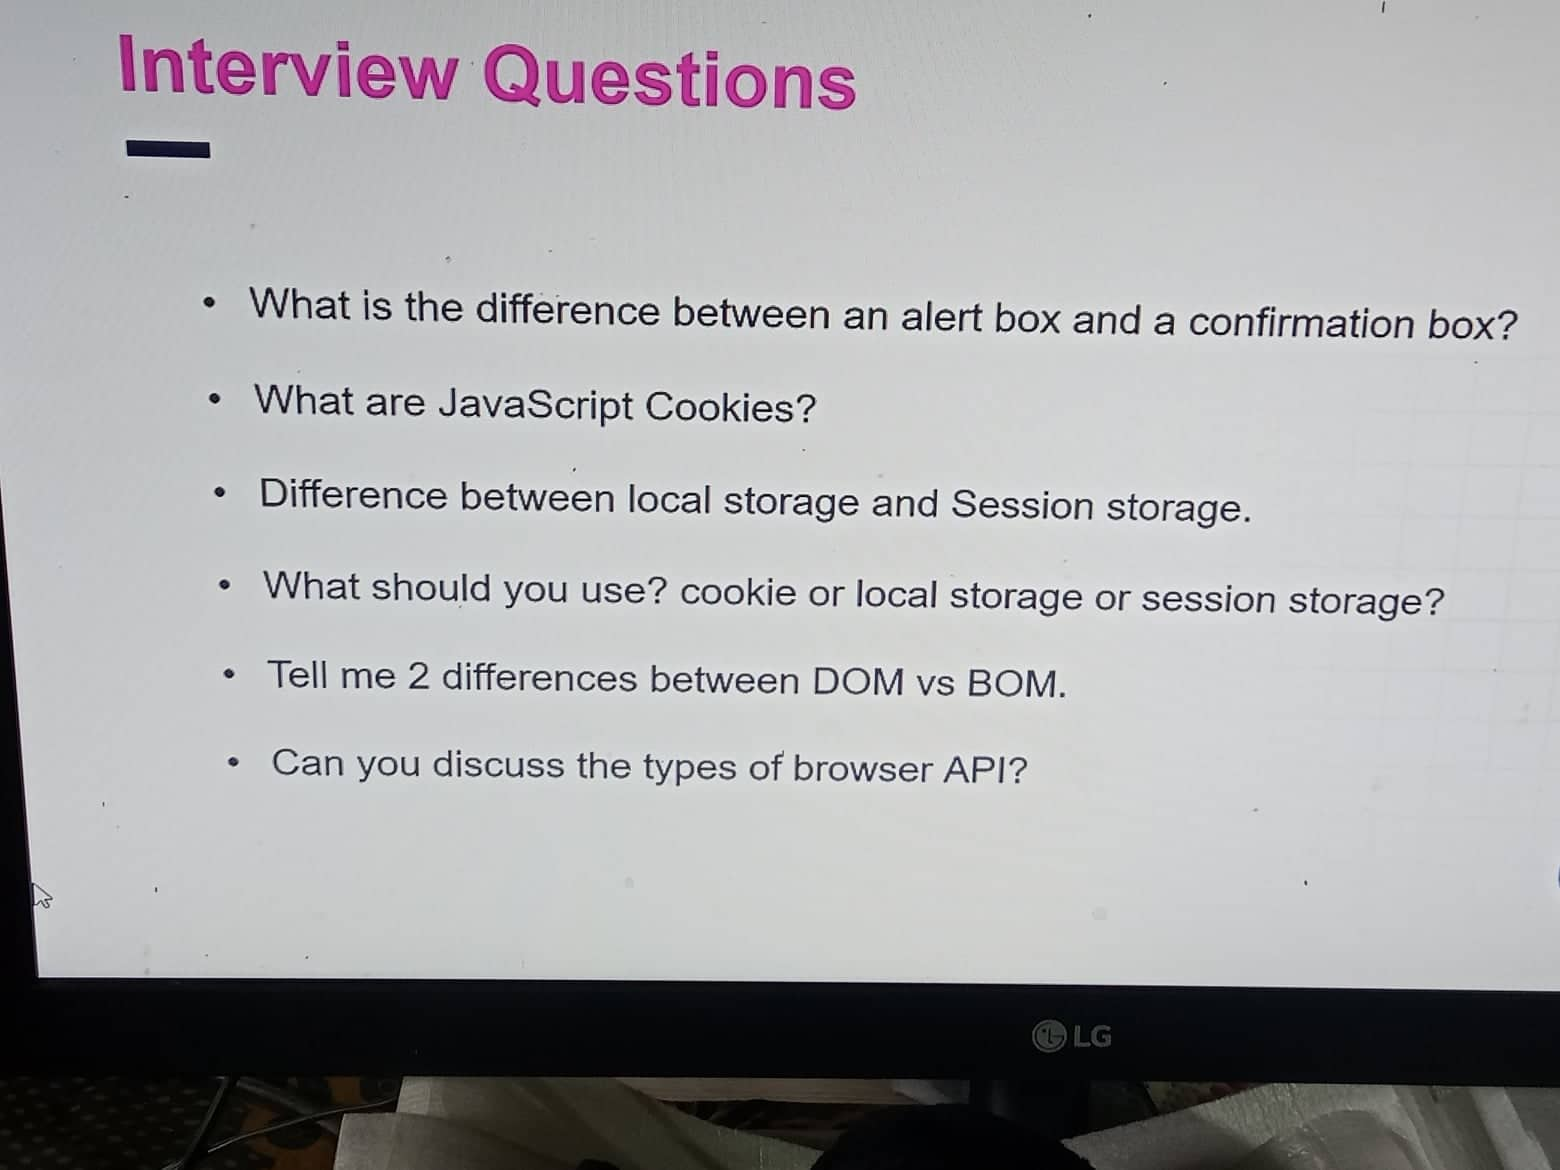 Interview Questions
• What is the difference between an alert box and a confirmation box?
• What are JavaScript Cookies?
• Difference between local storage and Session storage.
• What should you use? cookie or local storage or session storage?
• Tell me 2 differences between DOM vs BOM.
• Can you discuss the types of browser API?
LG